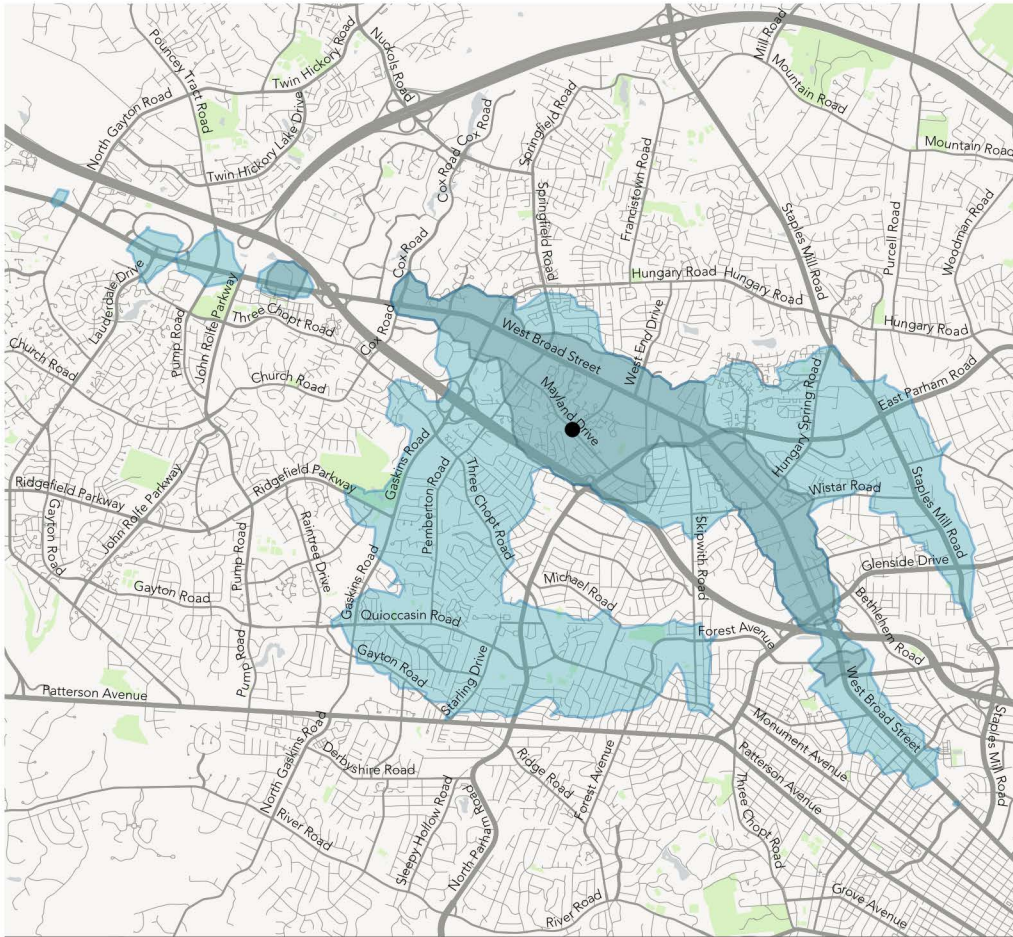 Pouncey Tract Road
Twin Hickory Road
Nuckols Road
Mill Road
Mountain Road
North Gayton Road
Twin Hickory Lake Drive
Cox Road
Cox Road
Springfield Road
Francistown Road
Mountain Road
Springfield Road
Staples Mill Road
Purcell Road
Woodman Road
Cox Road
Hungary Road
Hungary Road
Lauderdale Drive
Pump Road
John Rolfe Parkway
Three Chopt Road
Cox Road
West Broad Street
West End Drive
Hungary Road
Church Road
Church Road
Mayland Drive
Hungary Spring Road
East Parham Road
Gaskins Road
Pemberton Road
Three Chopt Road
Ridgefield Parkway
Ridgefield Parkway
Wistar Road
Staples Mill Road
Gayton Road
John Rolfe Parkway
Pump Road
Raintree Drive
Skipwith Road
Glenside Drive
Gayton Road
Gaskins Road
Michael Road
Bethlehem Road
Quioccasin Road
Forest Avenue
Pump Road
Gayton Road
Starling Drive
Patterson Avenue
West Broad Street
Staples Mill Road
Monument Avenue
North Gaskins Road
Derbyshire Road
Ridge Road
Forest Avenue
Patterson Avenue
Three Chopt Road
River Road
Sleepy Hollow Road
North Parham Road
River Road
Grove Avenue